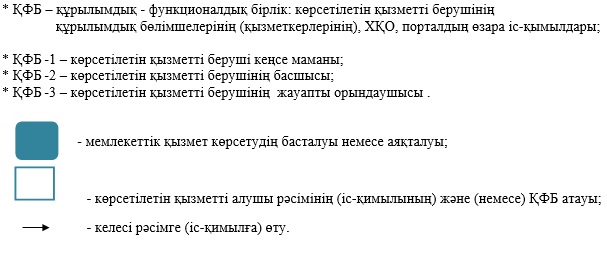 * ҚФБ – құрылымдық - функционалдық бірлік: көрсетілетін қызметті берушінің
құрылымдық бөлімшелерінің (қызметкерлерінің), ХҚО, порталдың өзара іс-қимылдары;
* ҚФБ -1 – көрсетілетін қызметті беруші кеңсе маманы;
* ҚФБ -2 – көрсетілетін қызметті берушінің басшысы;
* ҚФБ -3 – көрсетілетін қызметті берушінің жауапты орындаушысы .
- мемлекеттік қызмет көрсетудің басталуы немесе аяқталуы;
- көрсетілетін қызметті алушы рәсімінің (іс-қимылының) және (немесе) ҚФБ атауы;
- келесі рәсімге (іс-қимылға) өту.